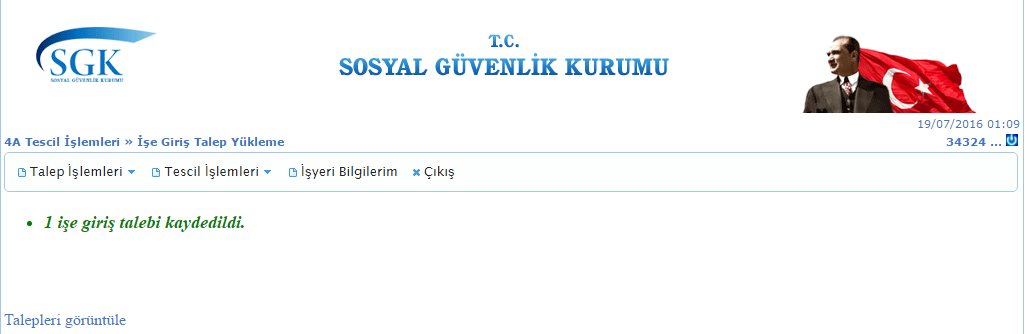 SGK
SOSYAL GÜVENLİK KURUMU
T.C.
SOSYAL GÜVENLİK KURUMU
19/07/2016 01:09
4A Tescil İşlemleri » İşe Giriş Talep Yükleme
34324 ...
Talep İşlemleri Tescil İşlemleri İşyeri Bilgilerim Çıkış
1 işe giriş talebi kaydedildi.
Talepleri görüntüle